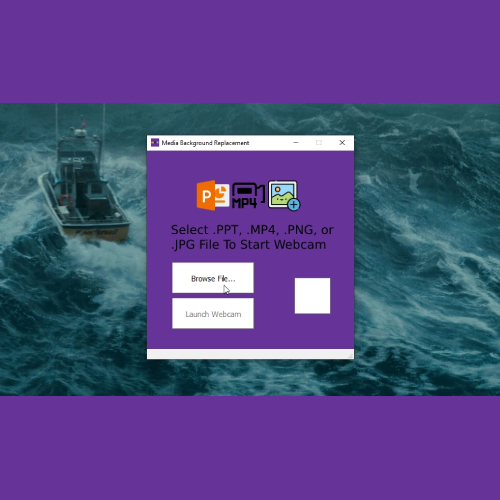 Media Background Replacement
P
MP4
Select .PPT, .MP4, .PNG, or
.JPG File To Start Webcam
Browse File...
Launch Webcam